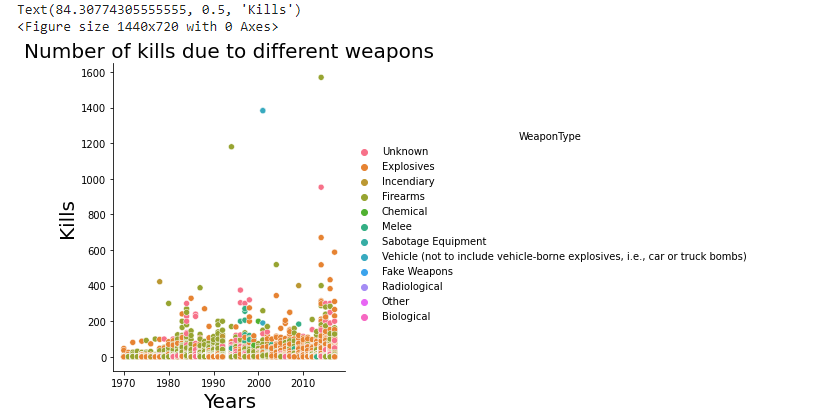 Text(84.30774305555555, 0.5, 'Kills')
<Figure size 1440x720 with 0 Axes>
Number of kills due to different weapons
1600
1400
1200
1000
800
600
400
200
0
Kills
1970 1980 1990 2000 2010
Years
WeaponType
Unknown
Explosives
Incendiary
Firearms
Chemical
Melee
Sabotage Equipment
Vehicle (not to include vehicle-borne explosives, i.e., car or truck bombs)
Fake Weapons
Radiological
Other
Biological